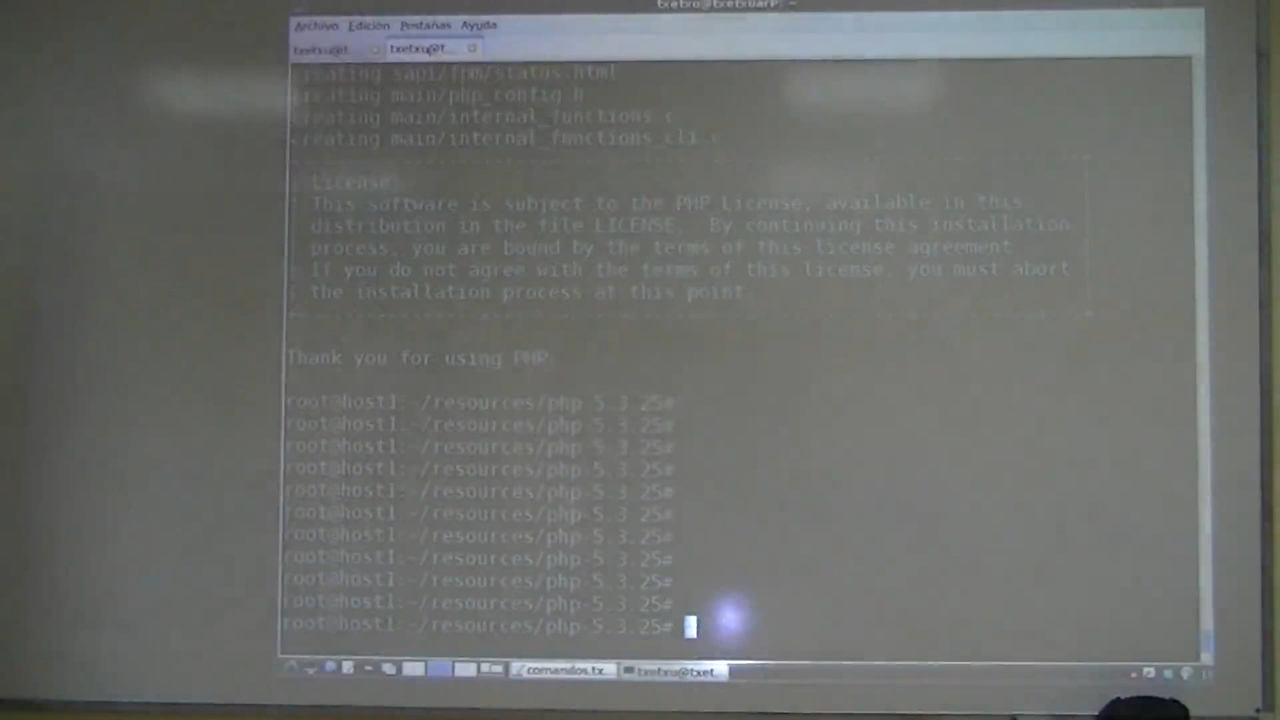 txetxu@txetxuarP: ~
Archivo Edición Pestañas Ayuda
txetxu@t... txetxu@t...
creating sapi/fpm/status.html
creating main/php_config.h
creating main/internal_functions.c
creating main/internal_functions_cli.c
License:
This software is subject to the PHP License, available in this
distribution in the file LICENSE. By continuing this installation
process, you are bound by the terms of this license agreement.
If you do not agree with the terms of this license, you must abort
the installation process at this point.
Thank you for using PHP.
root@host1:~/resources/php-5.3.25#
root@host1:~/resources/php-5.3.25#
root@host1:~/resources/php-5.3.25#
root@host1:~/resources/php-5.3.25#
root@host1:~/resources/php-5.3.25#
root@host1:~/resources/php-5.3.25#
root@host1:~/resources/php-5.3.25#
root@host1:~/resources/php-5.3.25#
root@host1:~/resources/php-5.3.25#
root@host1:~/resources/php-5.3.25#
root@host1:~/resources/php-5.3.25#
comandos.tx... txetxu@txet...